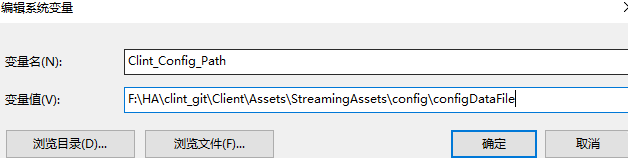 编辑系统变量
变量名(N):
Clint_Config_Path
变量值(V):
F:\HA\clint_git\Client\Assets\StreamingAssets\config\configDataFile
浏览目录(D)...
浏览文件(F)...
确定
取消